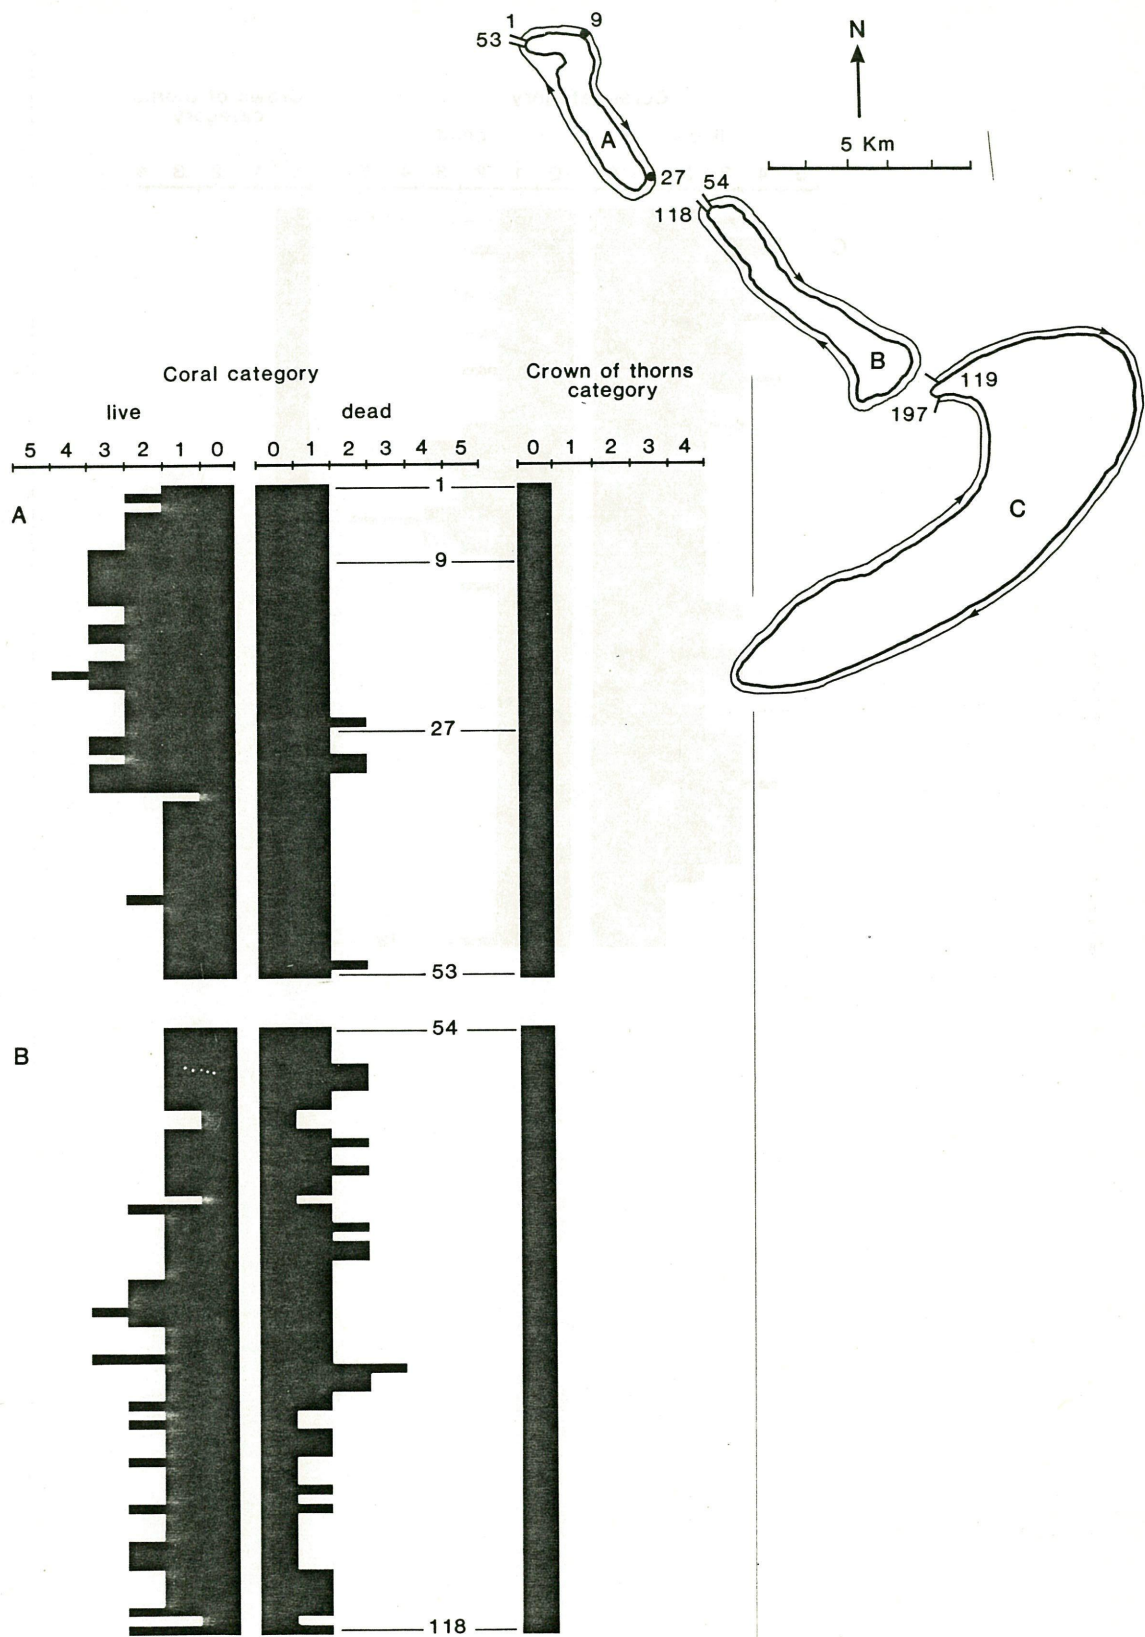 1 9
53
N
5 Km
A
27
54
118
B
119
197
C
Coral category
Crown of thorns
category
live dead
5 4 3 2 1 0 0 1 2 3 4 5 0 1 2 3 4
A
1
9
27
53
B
54
118